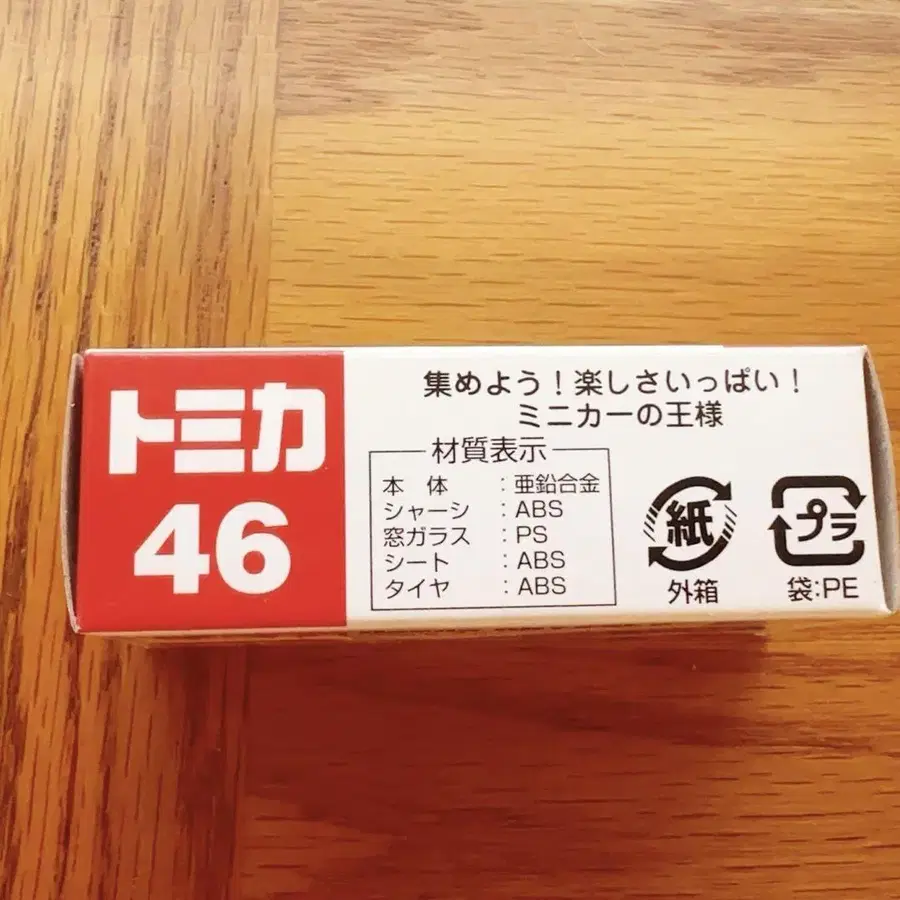 トミカ
46
集めよう！楽しさいっぱい！
ミニカーの王様
材質表示
本体 : 亜鉛合金
シャーシ : ABS
窓ガラス : PS
シート : ABS
タイヤ : ABS
紙
外箱
プラ
袋:PE